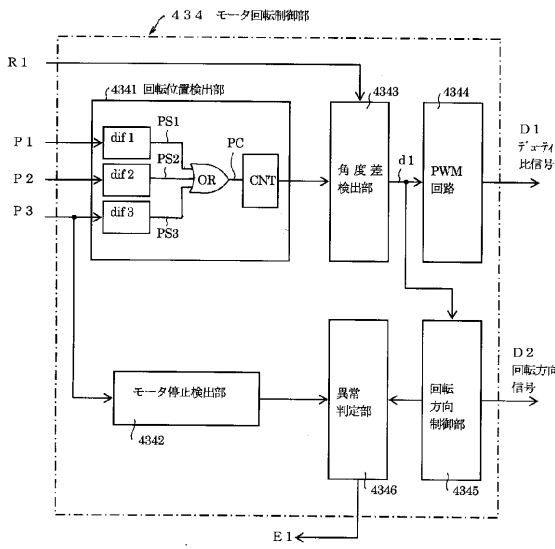 434 モータ回転制御部
R1
4341 回転位置検出部
4343
4344
P1
dif1
PS1
P2
dif2
PS2
P3
dif3
PS3
OR
PC
CNT
角度差
検出部
d1
PWM
回路
D1
デューティ
比信号
モータ停止検出部
4342
異常
判定部
4346
回転
方向
制御部
4345
D2
回転方向
信号
E1